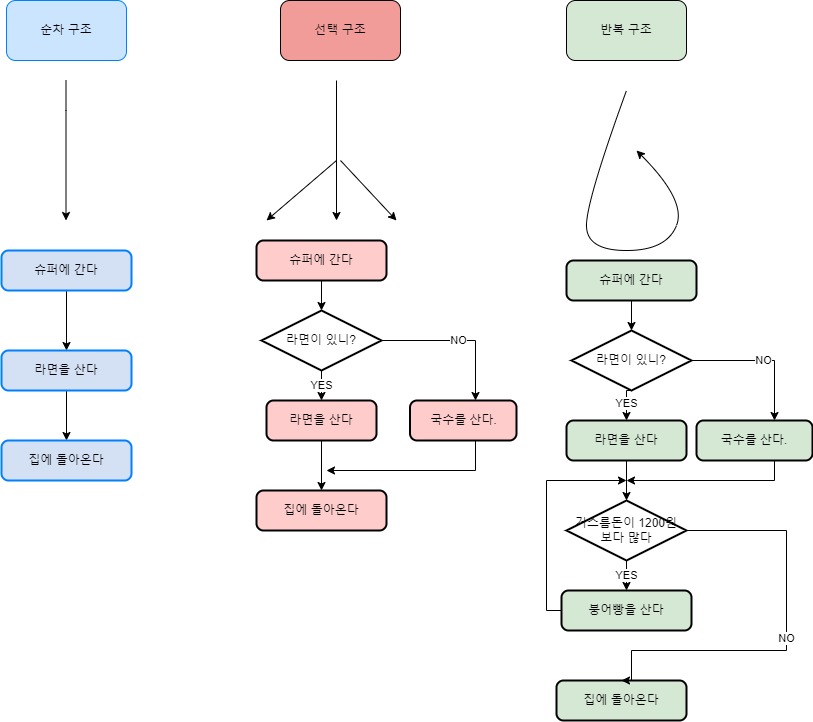 순차 구조
선택 구조
반복 구조
슈퍼에 간다
라면을 산다
집에 돌아온다
슈퍼에 간다
라면이 있니?
NO
YES
라면을 산다
국수를 산다.
집에 돌아온다
슈퍼에 간다
라면이 있니?
NO
YES
라면을 산다
국수를 산다.
거스름돈이 1200원
보다 많다
YES
붕어빵을 산다
NO
집에 돌아온다